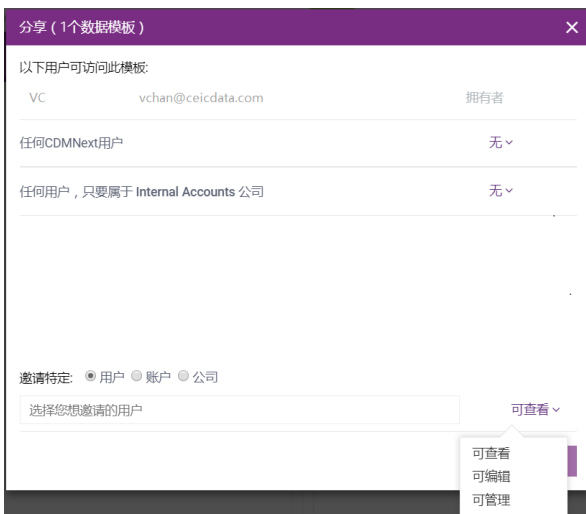 分享 ( 1个数据模板 )
以下用户可访问此模板:
VC vchan@ceicdata.com 拥有者
任何CDMNext用户 无
任何用户，只要属于 Internal Accounts 公司 无
邀请特定: 用户 账户 公司
选择您想邀请的用户 可查看
可查看
可编辑
可管理